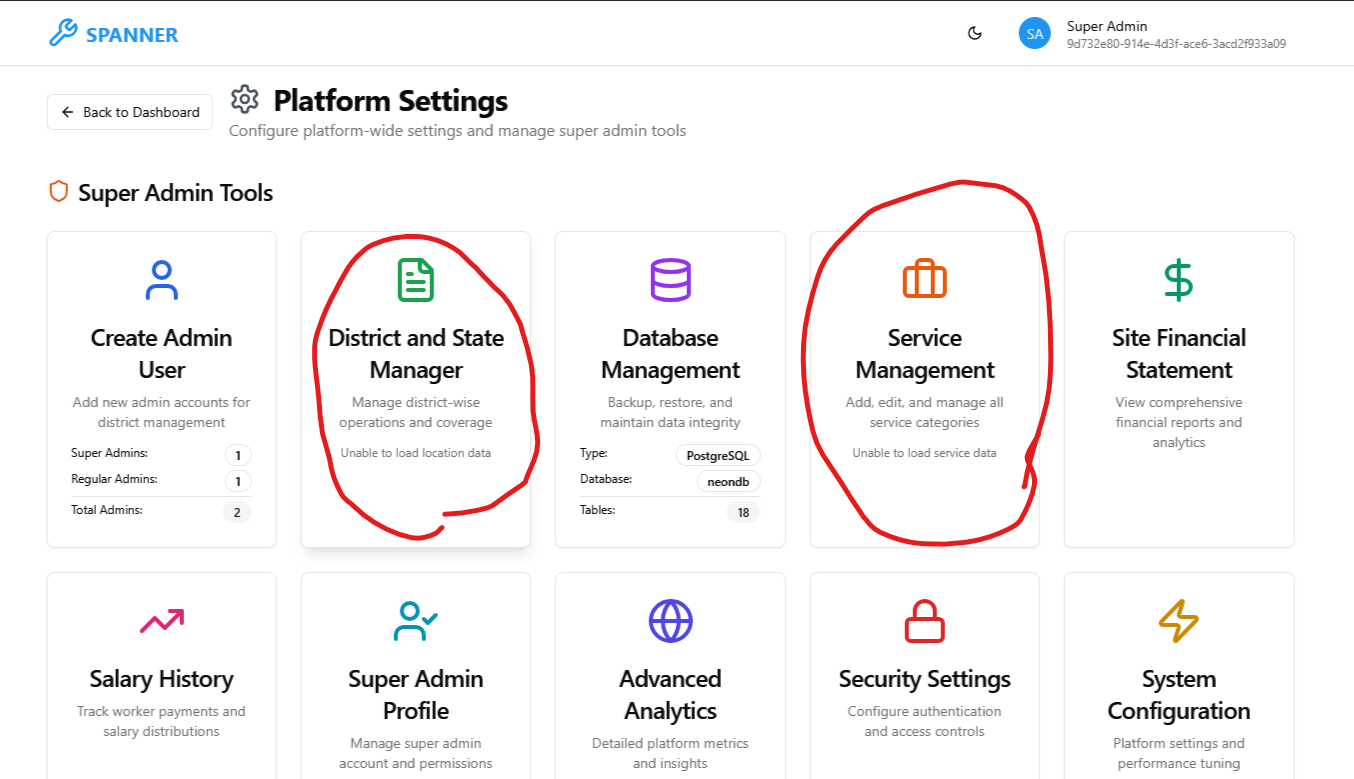 SPANNER
SA
Super Admin
9d732e80-914e-4d3f-ace6-3acd2f933a09
Back to Dashboard
Platform Settings
Configure platform-wide settings and manage super admin tools
Super Admin Tools
Create Admin
User
Add new admin accounts for
district management
Super Admins: 1
Regular Admins: 1
Total Admins: 2
District and State
Manager
Manage district-wise
operations and coverage
Unable to load location data
Database
Management
Backup, restore, and
maintain data integrity
Type: PostgreSQL
Database: neondb
Tables: 18
Service
Management
Add, edit, and manage all
service categories
Unable to load service data
Site Financial
Statement
View comprehensive
financial reports and
analytics
Salary History
Track worker payments and
salary distributions
Super Admin
Profile
Manage super admin
account and permissions
Advanced
Analytics
Detailed platform metrics
and insights
Security Settings
Configure authentication
and access controls
System
Configuration
Platform settings and
performance tuning